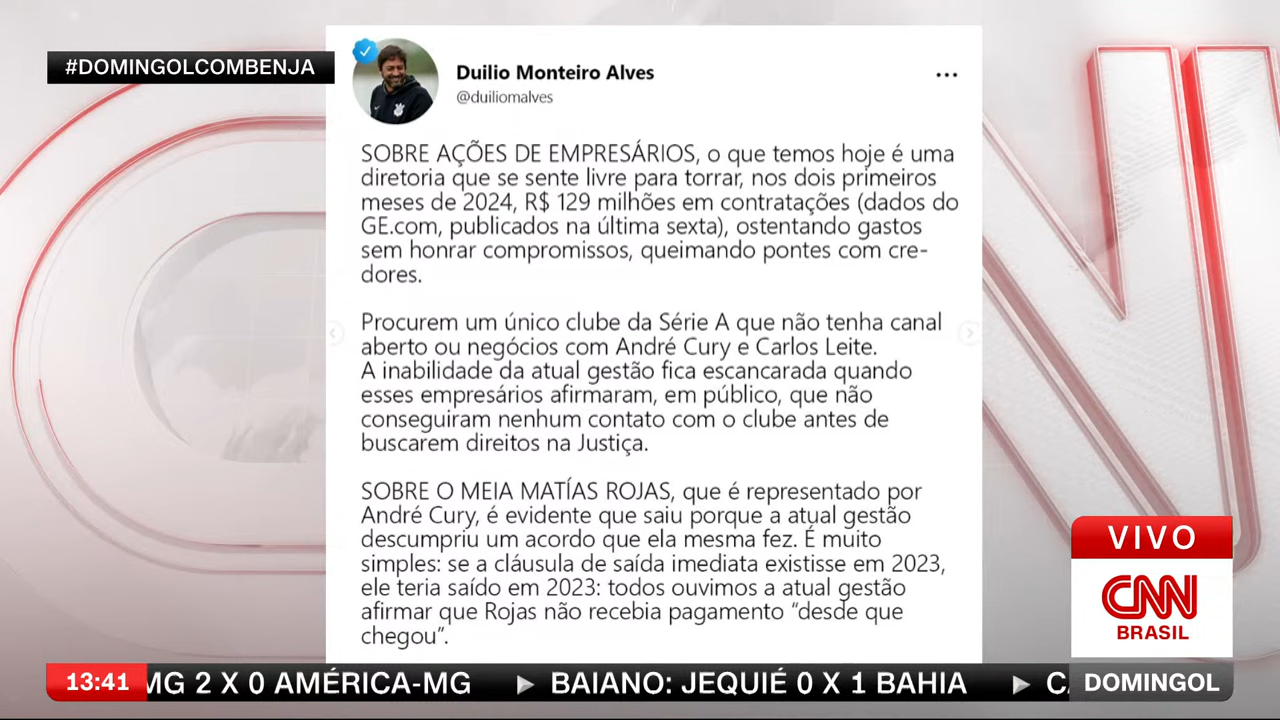 #DOMINGOLCOMBENJA
Duilio Monteiro Alves
@duiliomalves
SOBRE AÇÕES DE EMPRESÁRIOS, o que temos hoje é uma
diretoria que se sente livre para torrar, nos dois primeiros
meses de 2024, R$ 129 milhões em contratações (dados do
GE.com, publicados na última sexta), ostentando gastos
sem honrar compromissos, queimando pontes com cre-
dores.
Procurem um único clube da Série A que não tenha canal
aberto ou negócios com André Cury e Carlos Leite.
A inabilidade da atual gestão fica escancarada quando
esses empresários afirmaram, em público, que não
conseguiram nenhum contato com o clube antes de
buscarem direitos na Justiça.
SOBRE O MEIA MATÍAS ROJAS, que é representado por
André Cury, é evidente que saiu porque a atual gestão
descumpriu um acordo que ela mesma fez. É muito
simples: se a cláusula de saída imediata existisse em 2023,
ele teria saído em 2023: todos ouvimos a atual gestão
afirmar que Rojas não recebia pagamento “desde que
chegou”.
VIVO
CNN
BRASIL
13:41 MG 2 X 0 AMÉRICA-MG ▶ BAIANO: JEQUIÉ 0 X 1 BAHIA ▶ DOMINGOL